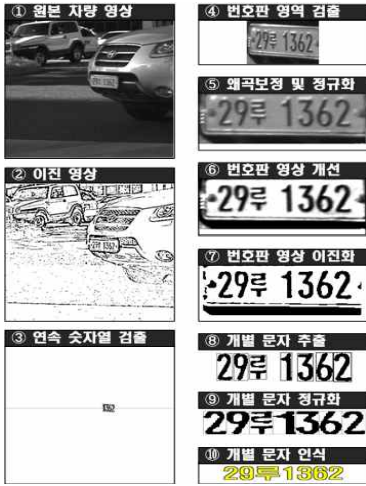 ① 원본 차량 영상
② 이진 영상
③ 연속 숫자열 검출
④ 번호판 영역 검출
29루 1362
⑤ 왜곡보정 및 정규화
29루 1362
⑥ 번호판 영상 개선
29루 1362
⑦ 번호판 영상 이진화
29루 1362
⑧ 개별 문자 추출
29루 1362
⑨ 개별 문자 정규화
29루1362
⑩ 개별 문자 인식
29루1362